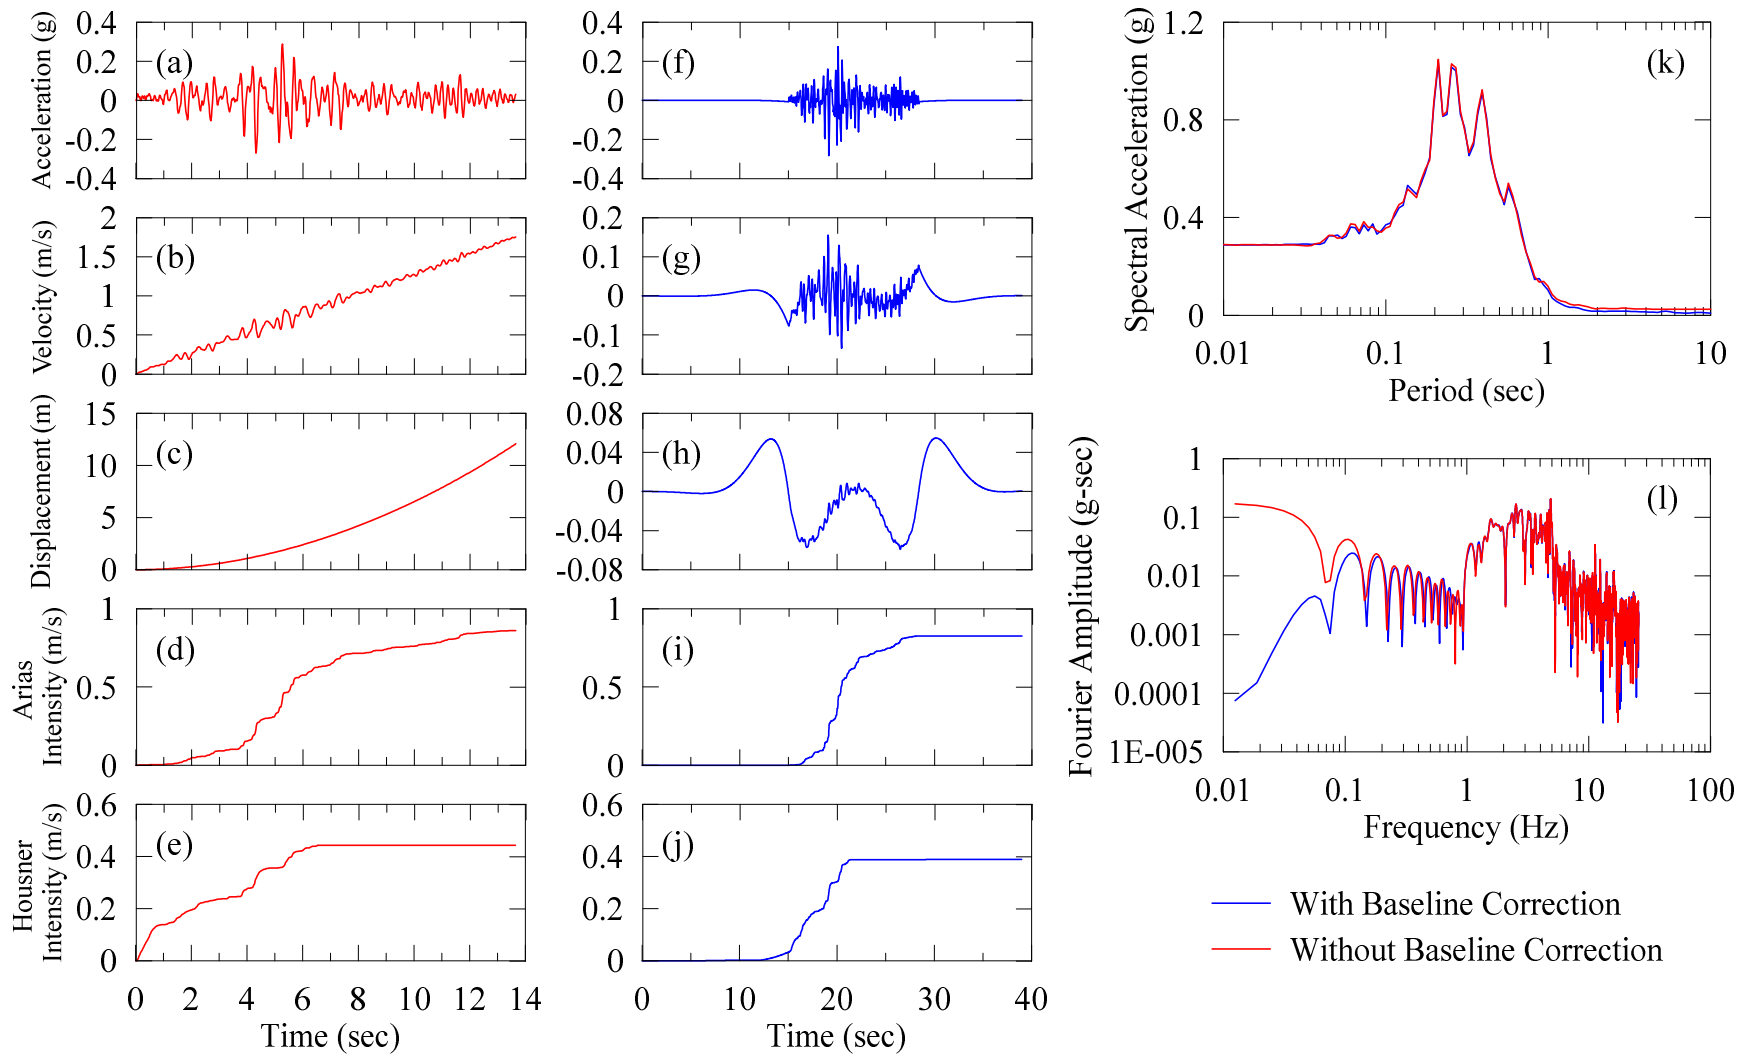 Acceleration (g)
0.4
0.2
0
-0.2
-0.4
(a)
Velocity (m/s)
2
1.5
1
0.5
0
(b)
Displacement (m)
15
10
5
0
(c)
Arias
Intensity (m/s)
1
0.5
0
(d)
Housner
Intensity (m/s)
0.6
0.4
0.2
0
(e)
0 2 4 6 8 10 12 14
Time (sec)
0.4
0.2
0
-0.2
-0.4
(f)
0.2
0.1
0
-0.1
-0.2
(g)
0.08
0.04
0
-0.04
-0.08
(h)
1
0.5
0
(i)
0.6
0.4
0.2
0
(j)
0 10 20 30 40
Time (sec)
Spectral Acceleration (g)
1.2
0.8
0.4
0
(k)
0.01 0.1 1 10
Period (sec)
Fourier Amplitude (g-sec)
1
0.1
0.01
0.001
0.0001
1E-005
(l)
0.01 0.1 1 10 100
Frequency (Hz)
With Baseline Correction
Without Baseline Correction